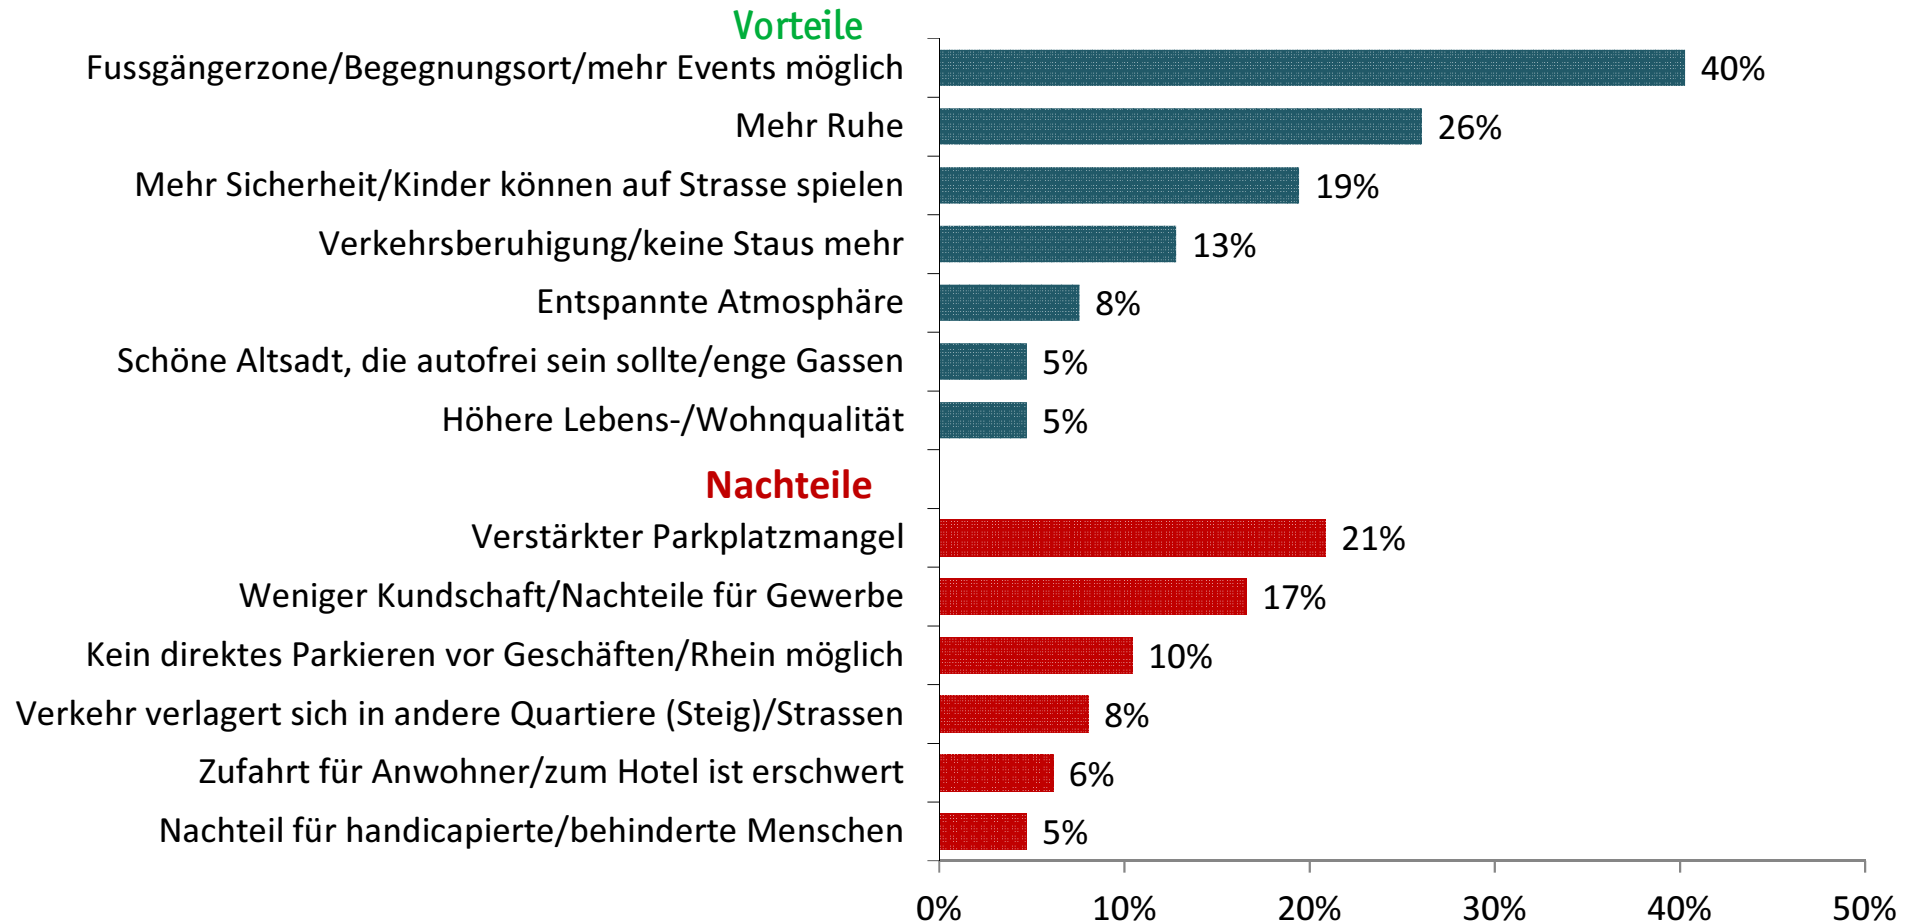 Vorteile
Fussgängerzone/Begegnungsort/mehr Events möglich 40%
Mehr Ruhe 26%
Mehr Sicherheit/Kinder können auf Strasse spielen 19%
Verkehrsberuhigung/keine Staus mehr 13%
Entspannte Atmosphäre 8%
Schöne Altsadt, die autofrei sein sollte/enge Gassen 5%
Höhere Lebens-/Wohnqualität 5%
Nachteile
Verstärkter Parkplatzmangel 21%
Weniger Kundschaft/Nachteile für Gewerbe 17%
Kein direktes Parkieren vor Geschäften/Rhein möglich 10%
Verkehr verlagert sich in andere Quartiere (Steig)/Strassen 8%
Zufahrt für Anwohner/zum Hotel ist erschwert 6%
Nachteil für handicapierte/behinderte Menschen 5%
0% 10% 20% 30% 40% 50%